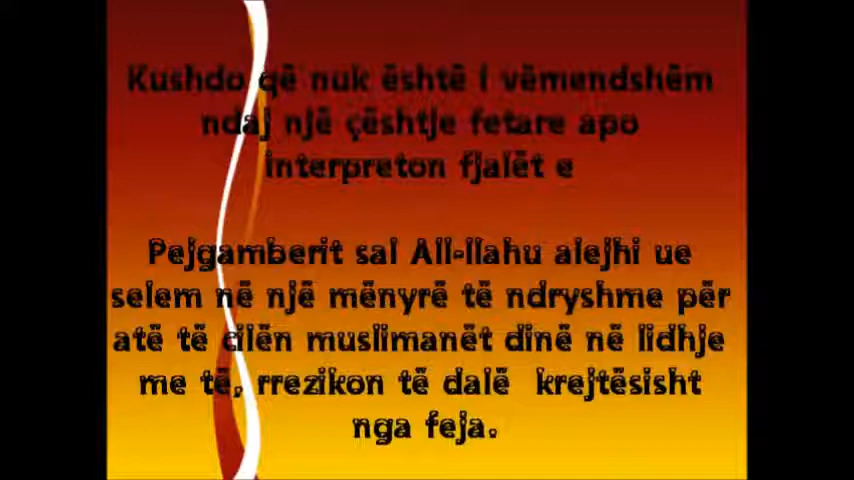 Kushdo që nuk është i vëmendshëm
ndaj një çështje fetare apo
interpreton fjalët e
Pejgamberit sal All-llahu alejhi ue
selem në një mënyrë të ndryshme për
atë të cilën muslimanët dinë në lidhje
me të, rrezikon të dalë krejtësisht
nga feja.